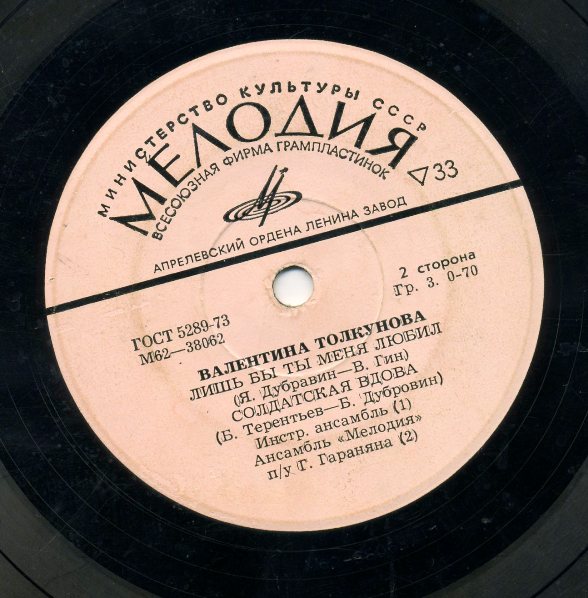 МИНИСТЕРСТВО КУЛЬТУРЫ СССР
МЕЛОДИЯ
33
ВСЕСОЮЗНАЯ ФИРМА ГРАМПЛАСТИНОК
АПРЕЛЕВСКИЙ ОРДЕНА ЛЕНИНА ЗАВОД
2 сторона
Гр. 3. 0-70
ГОСТ 5289-73
М62—38062
ВАЛЕНТИНА ТОЛКУНОВА
ЛИШЬ БЫ ТЫ МЕНЯ ЛЮБИЛ
(Я. Дубравин—В. Гин)
СОЛДАТСКАЯ ВДОВА
(Б. Терентьев—Б. Дубровин)
Инстр. ансамбль (1)
Ансамбль «Мелодия»
п/у Г. Гараняна (2)